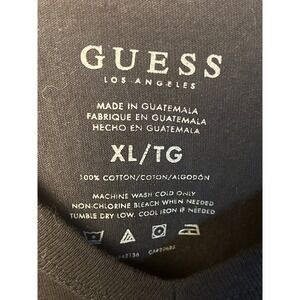 GUESS
LOS ANGELES
MADE IN GUATEMALA
FABRIQUE EN GUATEMALA
HECHO EN GUATEMALA
XL/TG
100% COTTON/COTON/ALGODÓN
MACHINE WASH COLD ONLY
NON-CHLORINE BLEACH WHEN NEEDED
TUMBLE DRY LOW. COOL IRON IF NEEDED